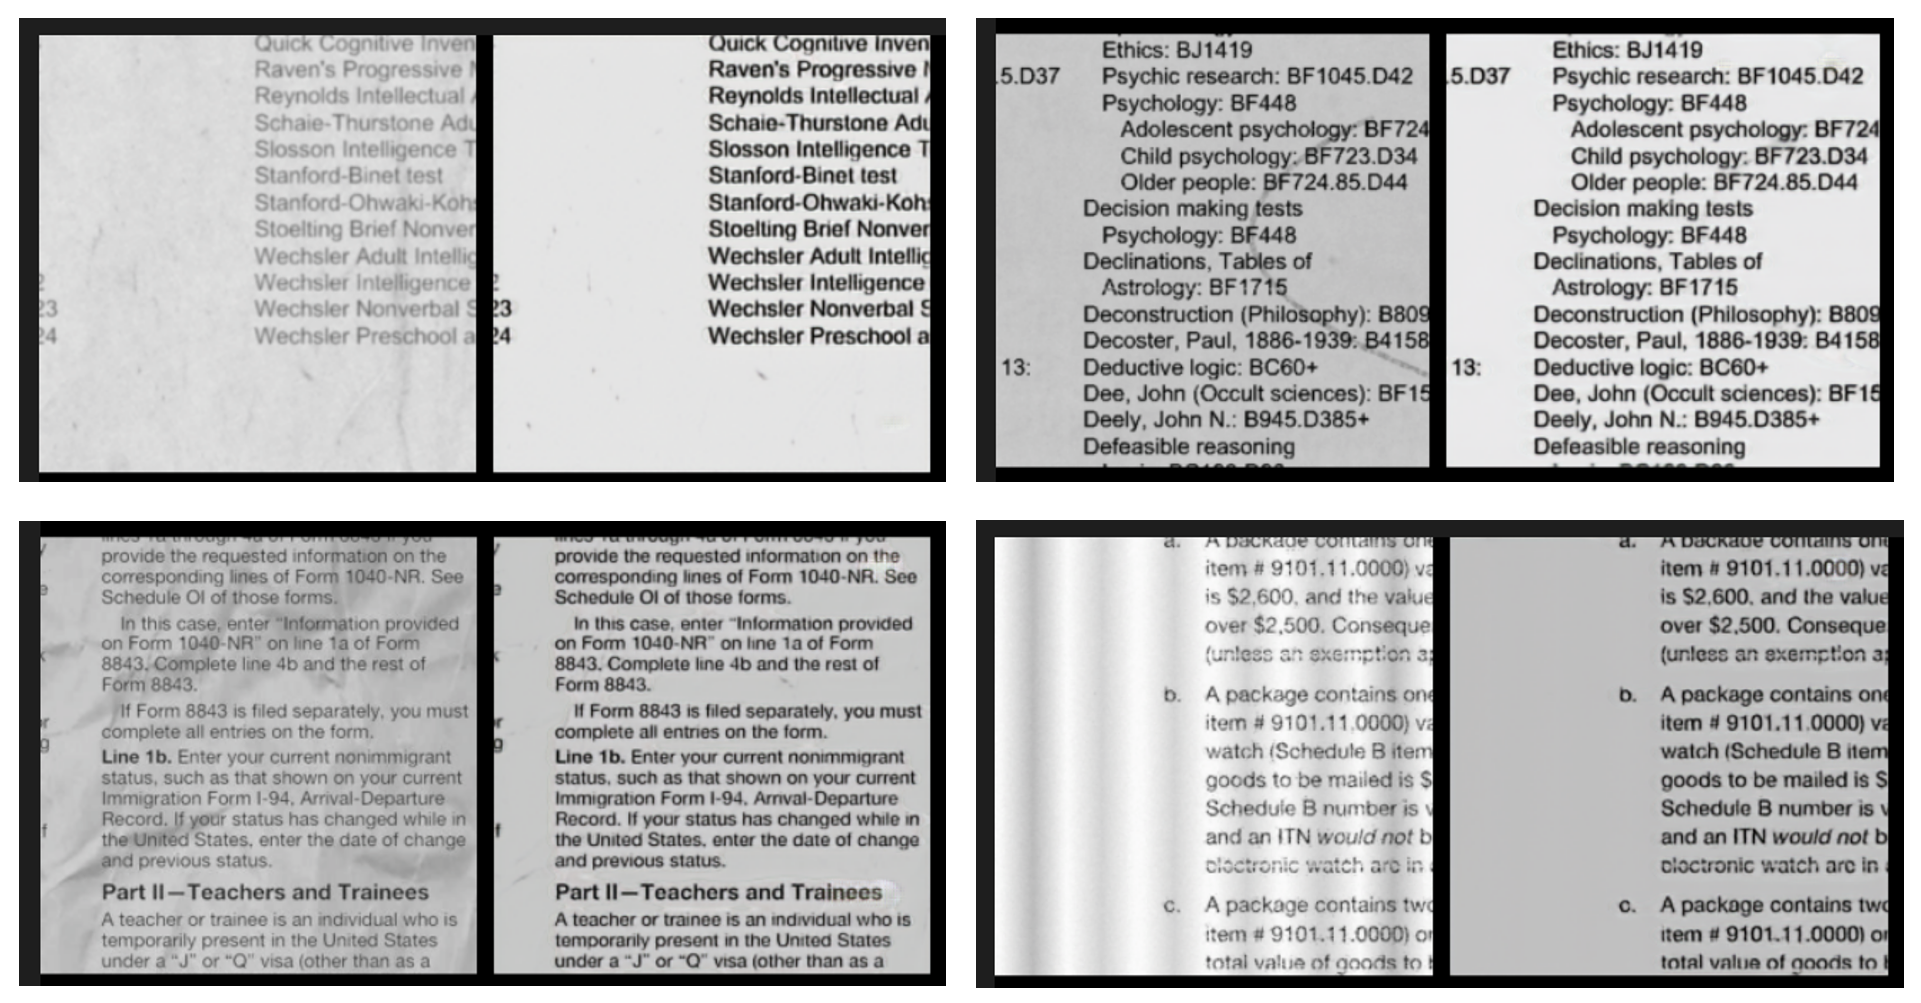 Quick Cognitive Inven
Raven's Progressive
Reynolds Intellectual
Schaie-Thurstone Adu
Slosson Intelligence T
Stanford-Binet test
Stanford-Ohwaki-Kohs
Stoelting Brief Nonver
Wechsler Adult Intellig
Wechsler Intelligence
23 Wechsler Nonverbal S
24 Wechsler Preschool a
Quick Cognitive Inven
Raven's Progressive
Reynolds Intellectual
Schaie-Thurstone Adu
Slosson Intelligence T
Stanford-Binet test
Stanford-Ohwaki-Kohs
Stoelting Brief Nonver
Wechsler Adult Intellig
Wechsler Intelligence
23 Wechsler Nonverbal S
24 Wechsler Preschool a
Ethics: BJ1419
.5.D37 Psychic research: BF1045.D42
Psychology: BF448
Adolescent psychology: BF724
Child psychology: BF723.D34
Older people: BF724.85.D44
Decision making tests
Psychology: BF448
Declinations, Tables of
Astrology: BF1715
Deconstruction (Philosophy): B809
Decoster, Paul, 1886-1939: B4158
13: Deductive logic: BC60+
Dee, John (Occult sciences): BF15
Deely, John N.: B945.D385+
Defeasible reasoning
Ethics: BJ1419
.5.D37 Psychic research: BF1045.D42
Psychology: BF448
Adolescent psychology: BF724
Child psychology: BF723.D34
Older people: BF724.85.D44
Decision making tests
Psychology: BF448
Declinations, Tables of
Astrology: BF1715
Deconstruction (Philosophy): B809
Decoster, Paul, 1886-1939: B4158
13: Deductive logic: BC60+
Dee, John (Occult sciences): BF15
Deely, John N.: B945.D385+
Defeasible reasoning
lines 1a through 4a of Form 8843 if you
provide the requested information on the
corresponding lines of Form 1040-NR. See
Schedule OI of those forms.
In this case, enter “Information provided
on Form 1040-NR” on line 1a of Form
8843. Complete line 4b and the rest of
Form 8843.
If Form 8843 is filed separately, you must
complete all entries on the form.
Line 1b. Enter your current nonimmigrant
status, such as that shown on your current
Immigration Form I-94, Arrival-Departure
Record. If your status has changed while in
the United States, enter the date of change
and previous status.
Part II—Teachers and Trainees
A teacher or trainee is an individual who is
temporarily present in the United States
under a “J” or “Q” visa (other than as a
lines 1a through 4a of Form 8843 if you
provide the requested information on the
corresponding lines of Form 1040-NR. See
Schedule OI of those forms.
In this case, enter “Information provided
on Form 1040-NR” on line 1a of Form
8843. Complete line 4b and the rest of
Form 8843.
If Form 8843 is filed separately, you must
complete all entries on the form.
Line 1b. Enter your current nonimmigrant
status, such as that shown on your current
Immigration Form I-94, Arrival-Departure
Record. If your status has changed while in
the United States, enter the date of change
and previous status.
Part II—Teachers and Trainees
A teacher or trainee is an individual who is
temporarily present in the United States
under a “J” or “Q” visa (other than as a
a. A package contains one
item # 9101.11.0000) va
is $2,600, and the value
over $2,500. Conseque
(unless an exemption ap
b. A package contains one
item # 9101.11.0000) va
watch (Schedule B item
goods to be mailed is $
Schedule B number is v
and an ITN would not b
electronic watch are in
c. A package contains two
item # 9101.11.0000) or
total value of goods to b
a. A package contains one
item # 9101.11.0000) va
is $2,600, and the value
over $2,500. Conseque
(unless an exemption ap
b. A package contains one
item # 9101.11.0000) va
watch (Schedule B item
goods to be mailed is $
Schedule B number is v
and an ITN would not b
electronic watch are in
c. A package contains two
item # 9101.11.0000) or
total value of goods to b